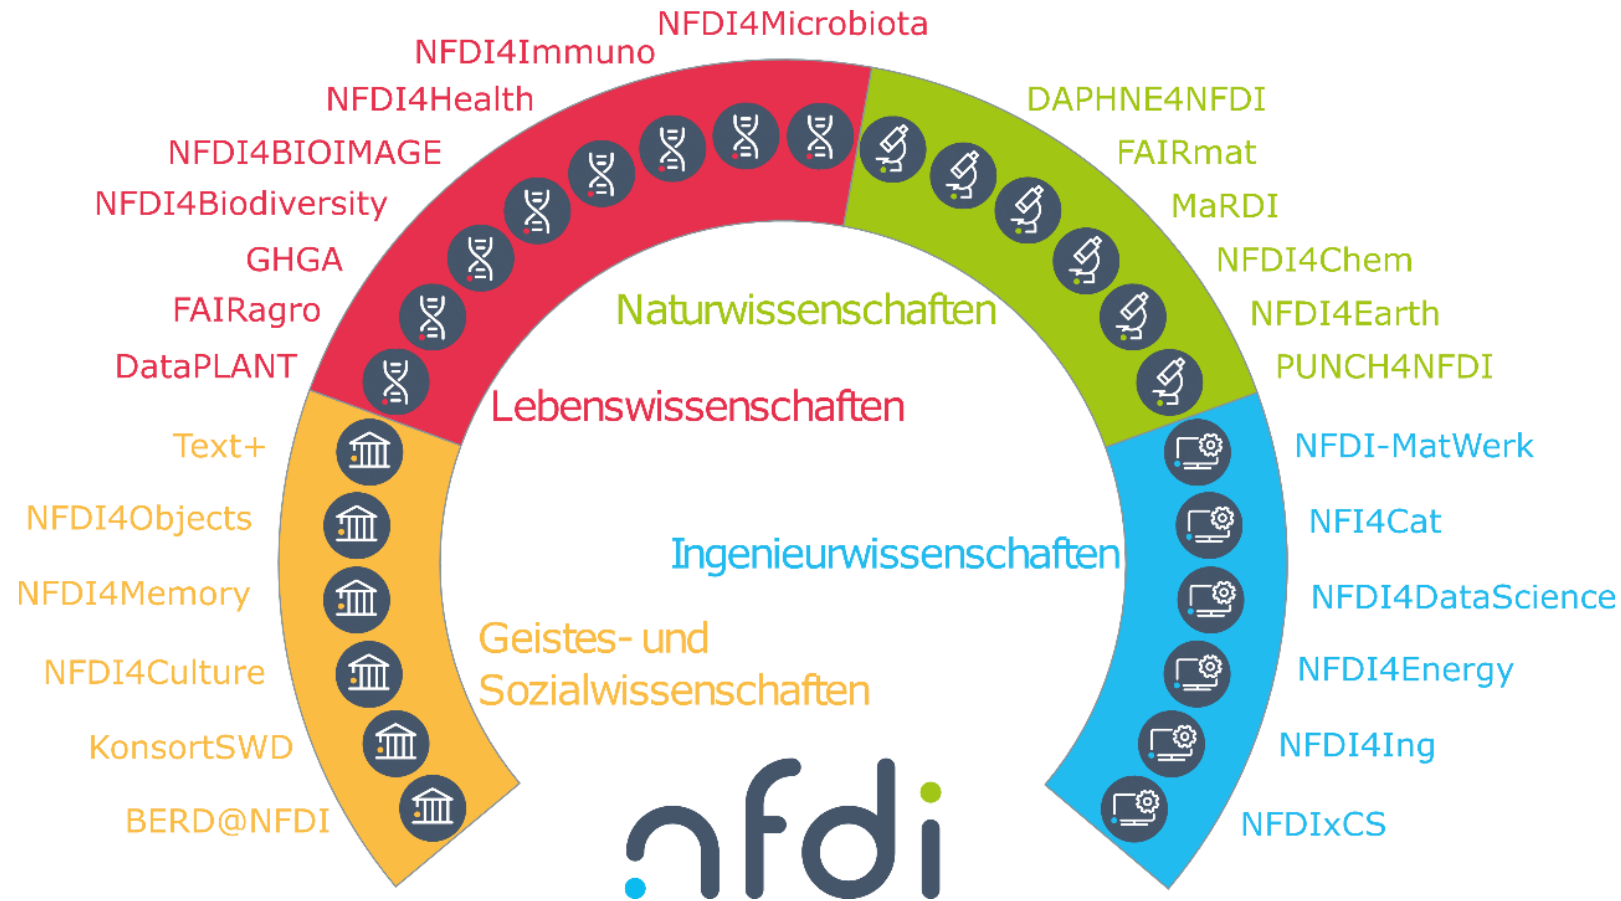 NFDI4Microbiota
NFDI4Immuno
NFDI4Health
NFDI4BIOIMAGE
NFDI4Biodiversity
GHGA
FAIRagro
DataPLANT
Text+
NFDI4Objects
NFDI4Memory
NFDI4Culture
KonsortSWD
BERD@NFDI
DAPHNE4NFDI
FAIRmat
MaRDI
NFDI4Chem
NFDI4Earth
PUNCH4NFDI
NFDI-MatWerk
NFI4Cat
NFDI4DataScience
NFDI4Energy
NFDI4Ing
NFDIxCS
Naturwissenschaften
Lebenswissenschaften
Ingenieurwissenschaften
Geistes- und
Sozialwissenschaften
nfdi